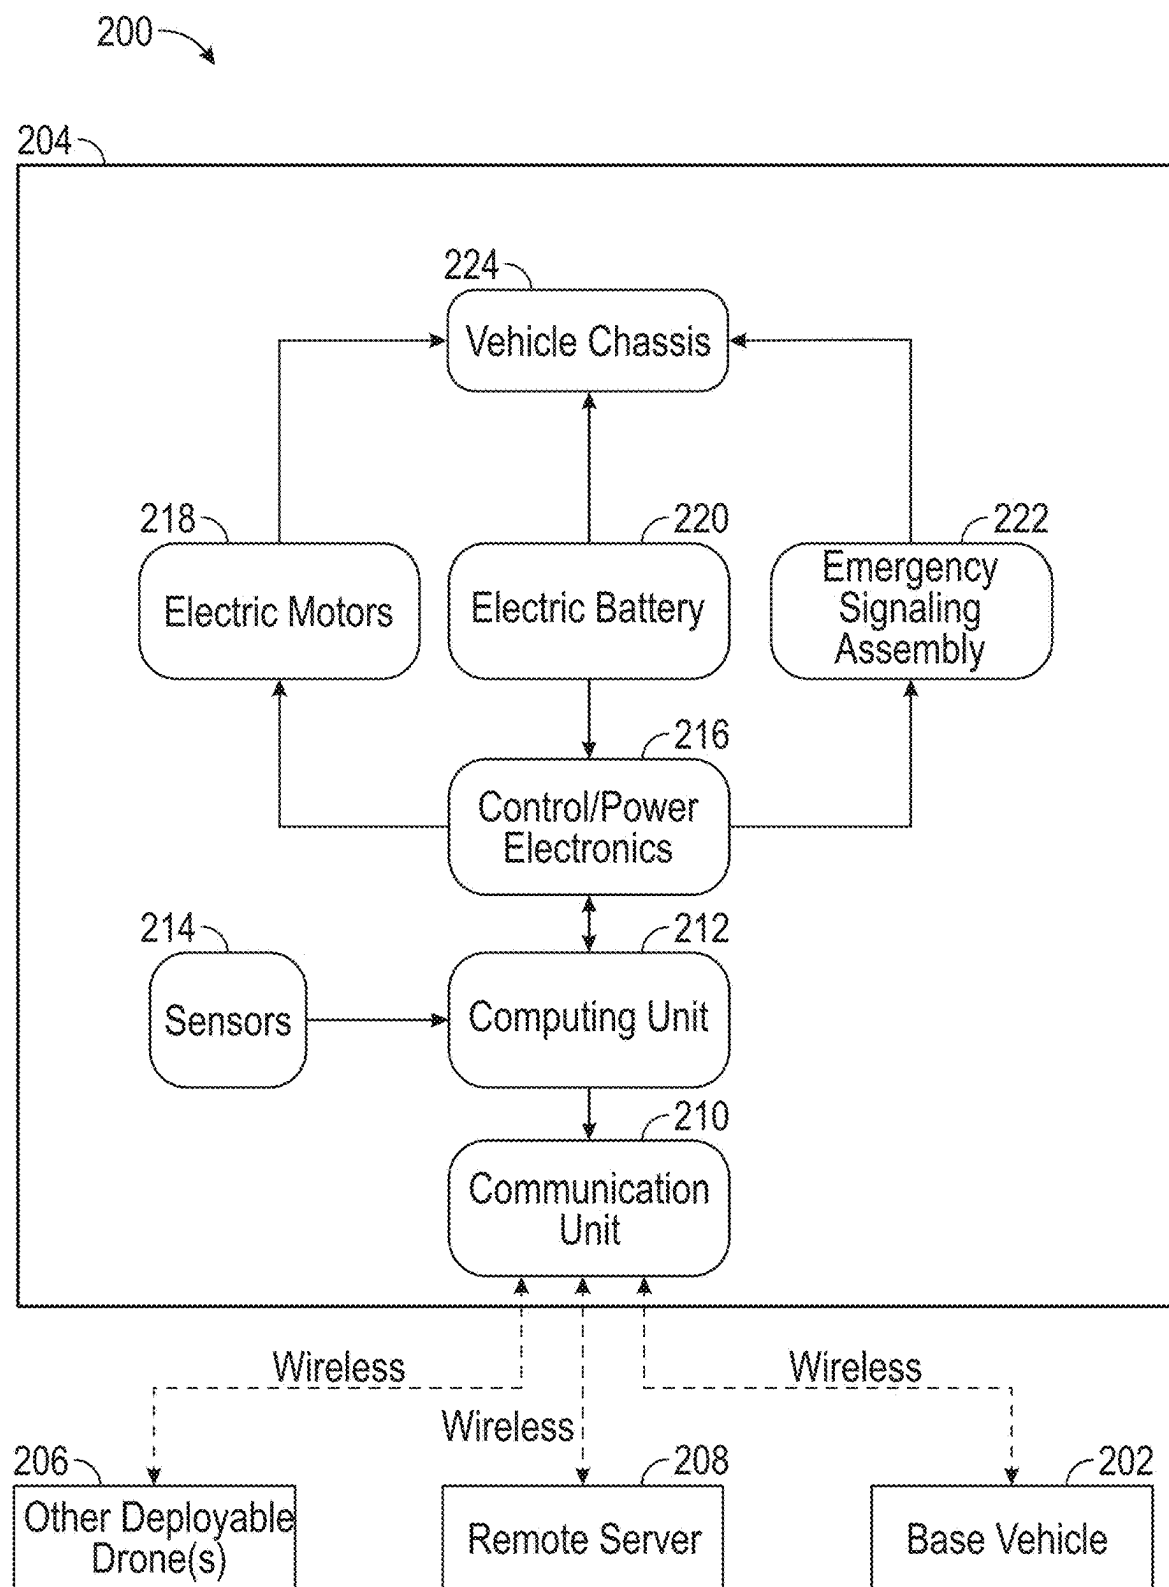 200
204
224
Vehicle Chassis
218
220
222
Electric Motors
Electric Battery
Emergency
Signaling
Assembly
216
Control/Power
Electronics
214
212
Sensors
Computing Unit
210
Communication
Unit
Wireless
Wireless
Wireless
206
208
202
Other Deployable
Drone(s)
Remote Server
Base Vehicle